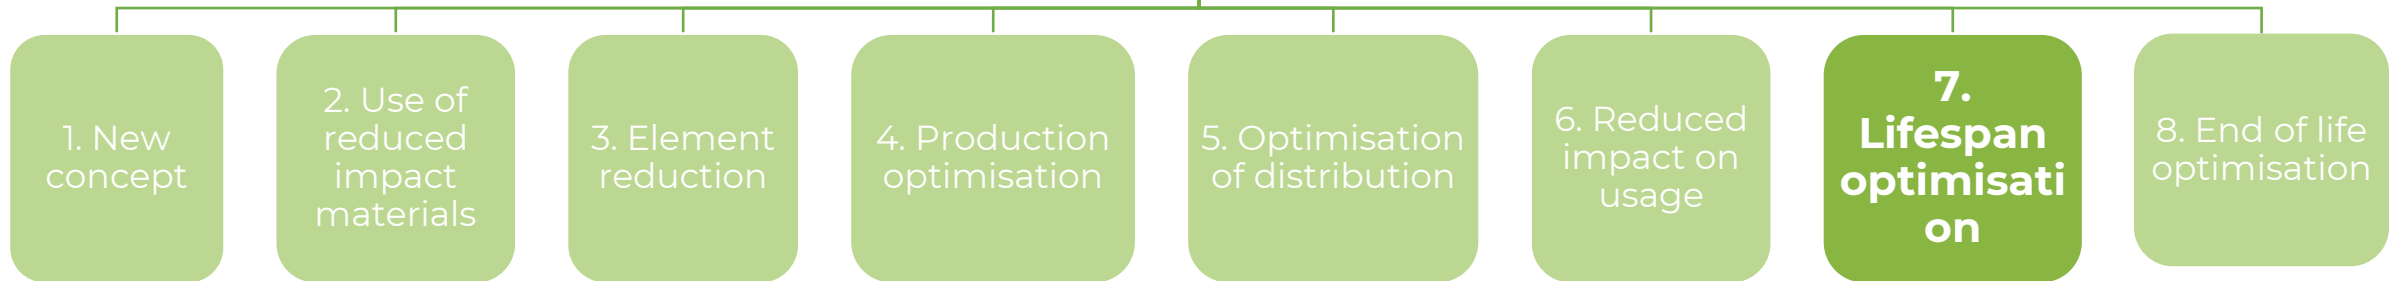 1. New
concept
2. Use of
reduced
impact
materials
3. Element
reduction
4. Production
optimisation
5. Optimisation
of distribution
6. Reduced
impact on
usage
7.
Lifespan
optimisati
on
8. End of life
optimisation